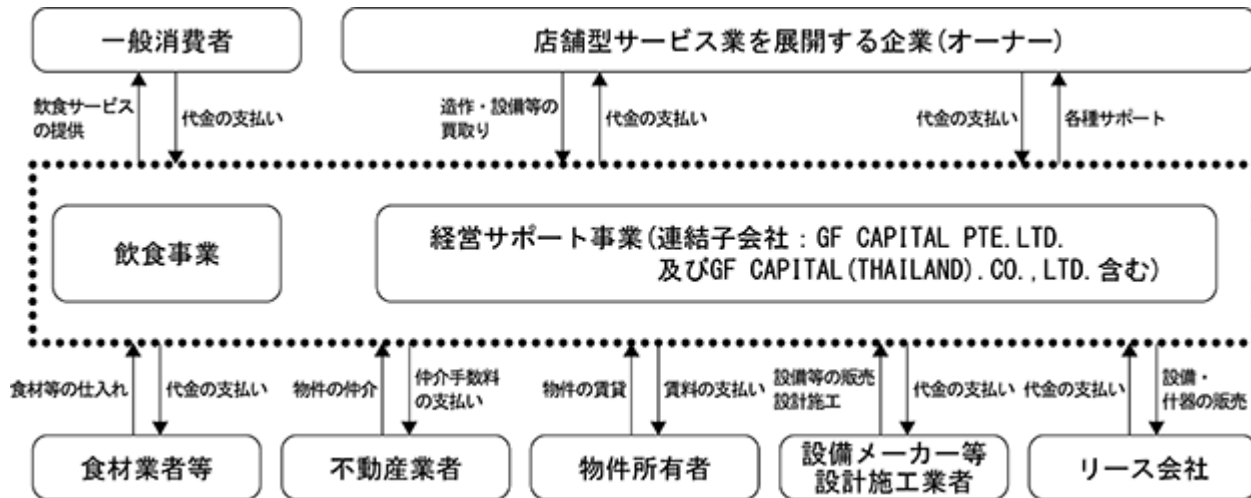 一般消費者
店舗型サービス業を展開する企業(オーナー)
飲食サービス
の提供
代金の支払い
造作・設備等の
買取り
代金の支払い
代金の支払い
各種サポート
飲食事業
経営サポート事業(連結子会社：GF CAPITAL PTE.LTD.
及びGF CAPITAL(THAILAND).CO.,LTD.含む)
食材等の仕入れ
代金の支払い
物件の仲介
仲介手数料
の支払い
物件の賃貸
賃料の支払い
設備等の販売
設計施工
代金の支払い
代金の支払い
設備・
什器の販売
食材業者等
不動産業者
物件所有者
設備メーカー等
設計施工業者
リース会社